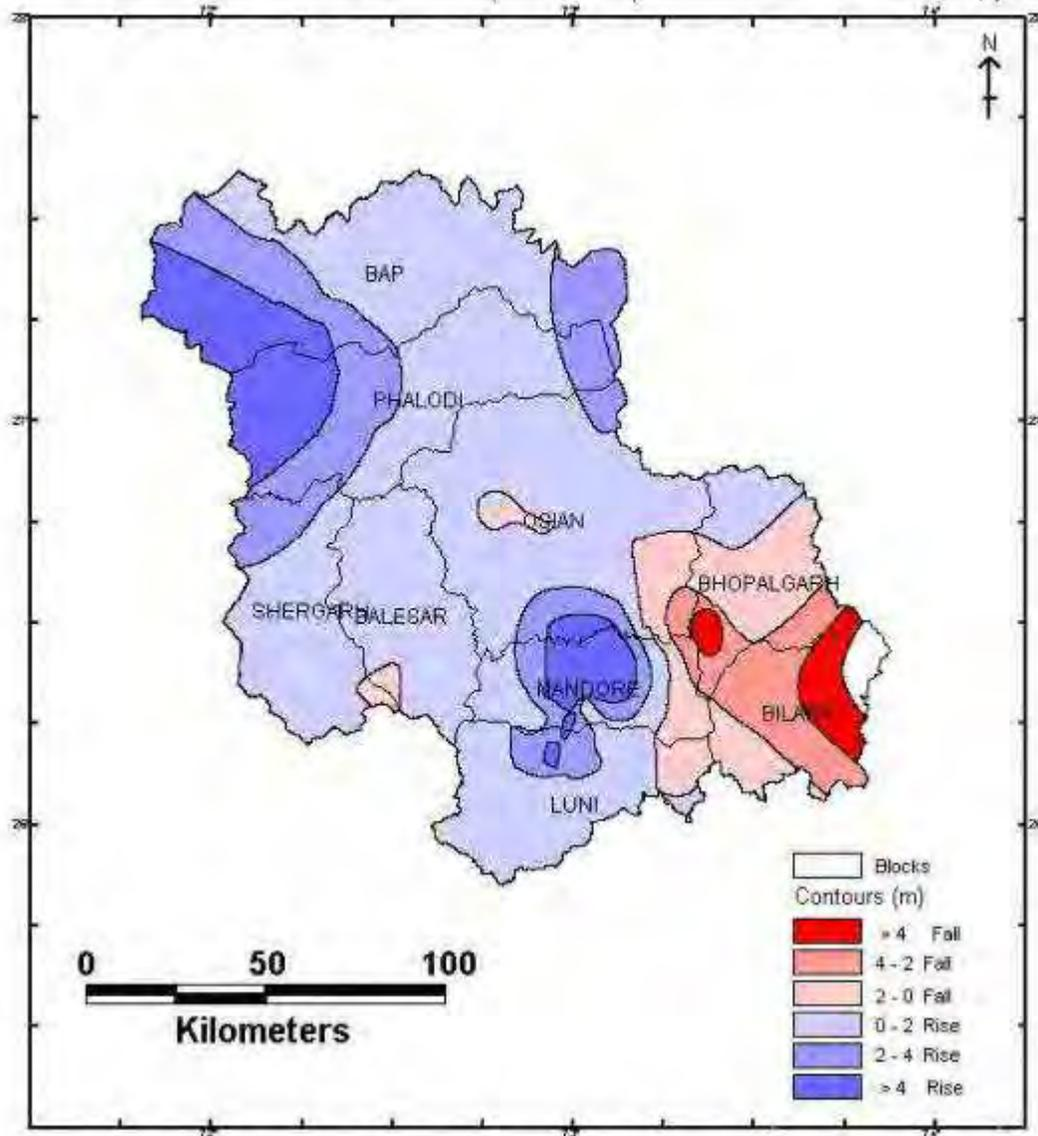 N
BAP
PHALODI
OSIAN
BHOPALGARH
SHERGARH
BALESAR
MANDORE
BILARA
LUNI
Blocks
Contours (m)
> 4 Fall
4 - 2 Fall
2 - 0 Fall
0 - 2 Rise
2 - 4 Rise
> 4 Rise
0 50 100
Kilometers